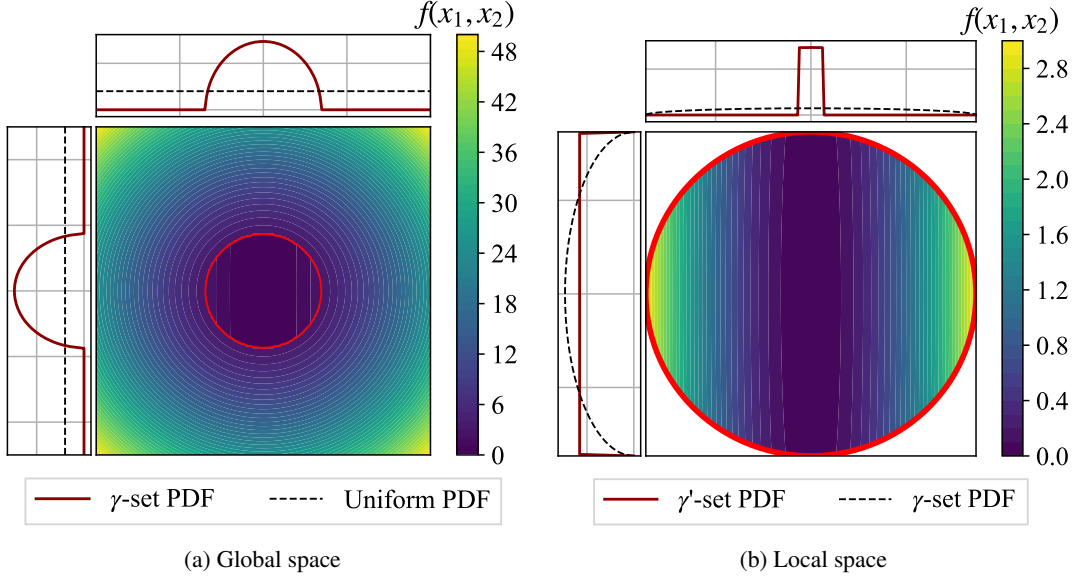 f(x₁, x₂)
48
42
36
30
24
18
12
6
0
γ-set PDF
Uniform PDF
(a) Global space
f(x₁, x₂)
2.8
2.4
2.0
1.6
1.2
0.8
0.4
0.0
γ'-set PDF
γ-set PDF
(b) Local space